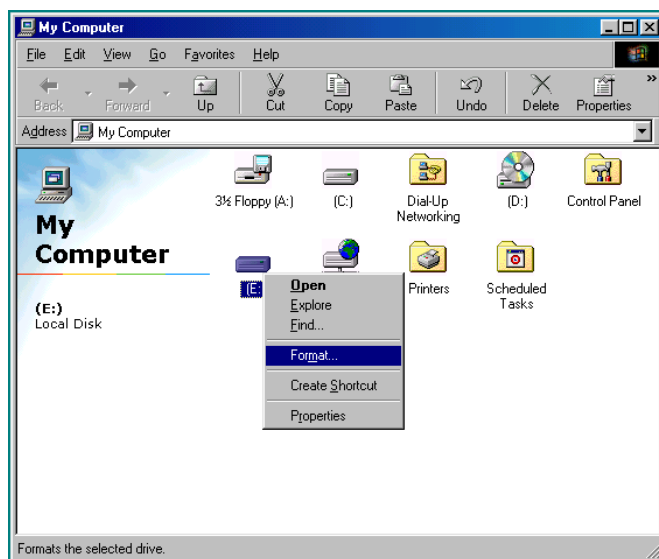 My Computer
File Edit View Go Favorites Help
Back Forward Up Cut Copy Paste Undo Delete Properties »
Address My Computer
My
Computer
(E:)
Local Disk
3½ Floppy (A:) (C:) Dial-Up Networking (D:) Control Panel
(E: Printers Scheduled Tasks
Open
Explore
Find...
Format...
Create Shortcut
Properties
Formats the selected drive.